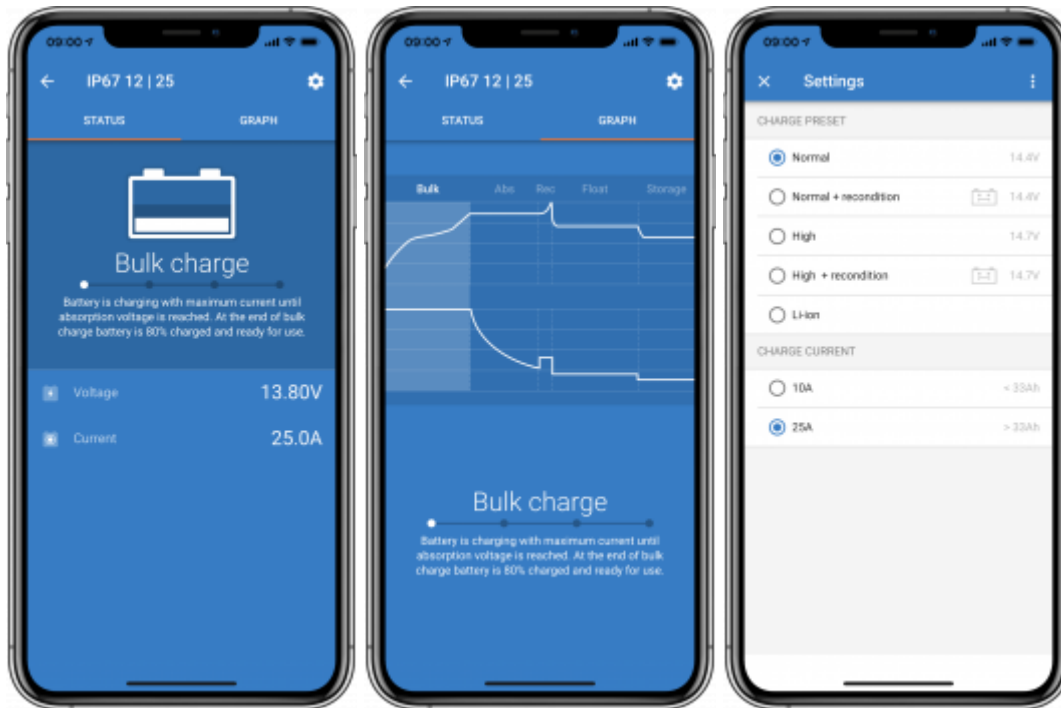 09:00
IP67 12 | 25
STATUS GRAPH
Bulk charge
Battery is charging with maximum current until
absorption voltage is reached. At the end of bulk
charge battery is 80% charged and ready for use.
Voltage 13.80V
Current 25.0A
09:00
IP67 12 | 25
STATUS GRAPH
Bulk Abs Rec Float Storage
Bulk charge
Battery is charging with maximum current until
absorption voltage is reached. At the end of bulk
charge battery is 80% charged and ready for use.
09:00
Settings
CHARGE PRESET
Normal 14.4V
Normal + recondition 14.4V
High 14.7V
High + recondition 14.7V
Li-ion
CHARGE CURRENT
10A < 33Ah
25A > 33Ah